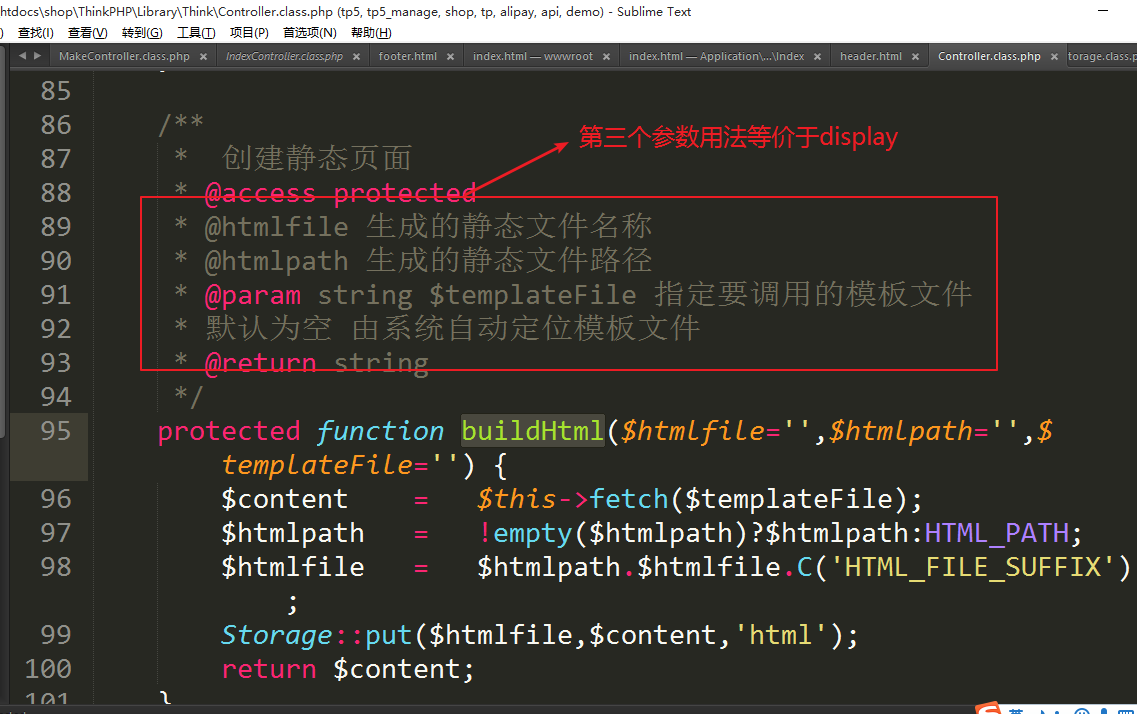 htdocs\shop\ThinkPHP\Library\Think\Controller.class.php (tp5, tp5_manage, shop, tp, alipay, api, demo) - Sublime Text
) 查找(I) 查看(V) 转到(G) 工具(T) 项目(P) 首选项(N) 帮助(H)
MakeController.class.php × IndexController.class.php × footer.html × index.html — wwwroot × index.html — Application\...\Index × header.html × Controller.class.php × torage.class.p
85
86 /**
第三个参数用法等价于display
87 * 创建静态页面
88 * @access protected
89 * @htmlfile 生成的静态文件名称
90 * @htmlpath 生成的静态文件路径
91 * @param string $templateFile 指定要调用的模板文件
92 * 默认为空 由系统自动定位模板文件
93 * @return string
94 */
95 protected function buildHtml($htmlfile='',$htmlpath='',$
templateFile='') {
96 $content = $this->fetch($templateFile);
97 $htmlpath = !empty($htmlpath)?$htmlpath:HTML_PATH;
98 $htmlfile = $htmlpath.$htmlfile.C('HTML_FILE_SUFFIX')
;
99 Storage::put($htmlfile,$content,'html');
100 return $content;
101 }